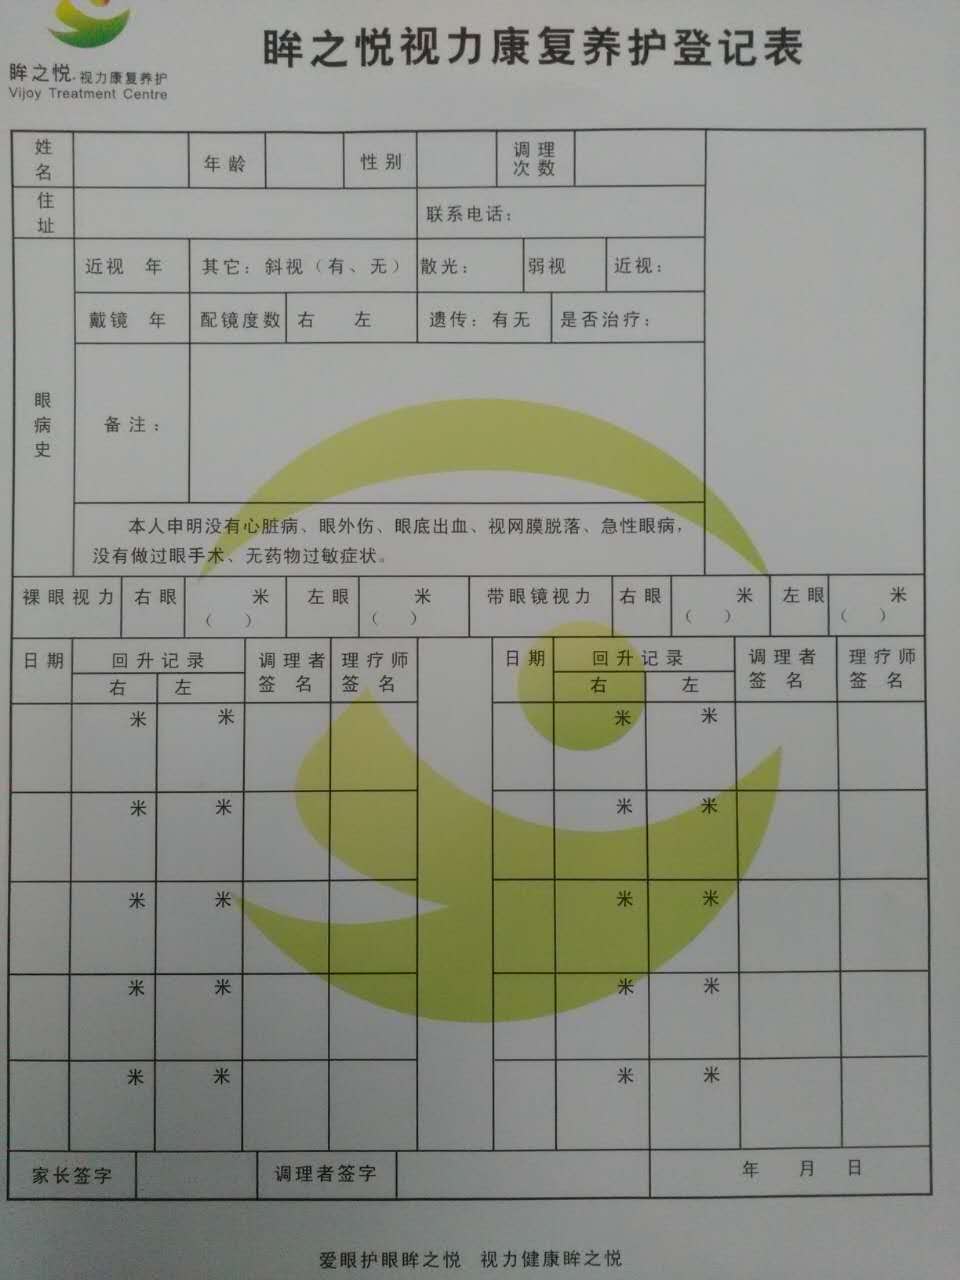 眸之悦视力康复养护登记表
眸之悦·视力康复养护
Vijoy Treatment Centre
姓名 年龄 性别 调理次数
住址 联系电话：
眼病史
近视 年 其它：斜视（有、无） 散光： 弱视 近视：
戴镜 年 配镜度数 右 左 遗传：有无 是否治疗：
备注：
本人申明没有心脏病、眼外伤、眼底出血、视网膜脱落、急性眼病，
没有做过眼手术、无药物过敏症状。
裸眼视力 右眼 米（ ） 左眼 米（ ） 带眼镜视力 右眼 米（ ） 左眼 米（ ）
日期 回升记录 调理者签名 理疗师签名 日期 回升记录 调理者签名 理疗师签名
右 左 右 左
米 米 米 米
米 米 米 米
米 米 米 米
米 米 米 米
米 米 米 米
家长签字 调理者签字 年 月 日
爱眼护眼眸之悦 视力健康眸之悦